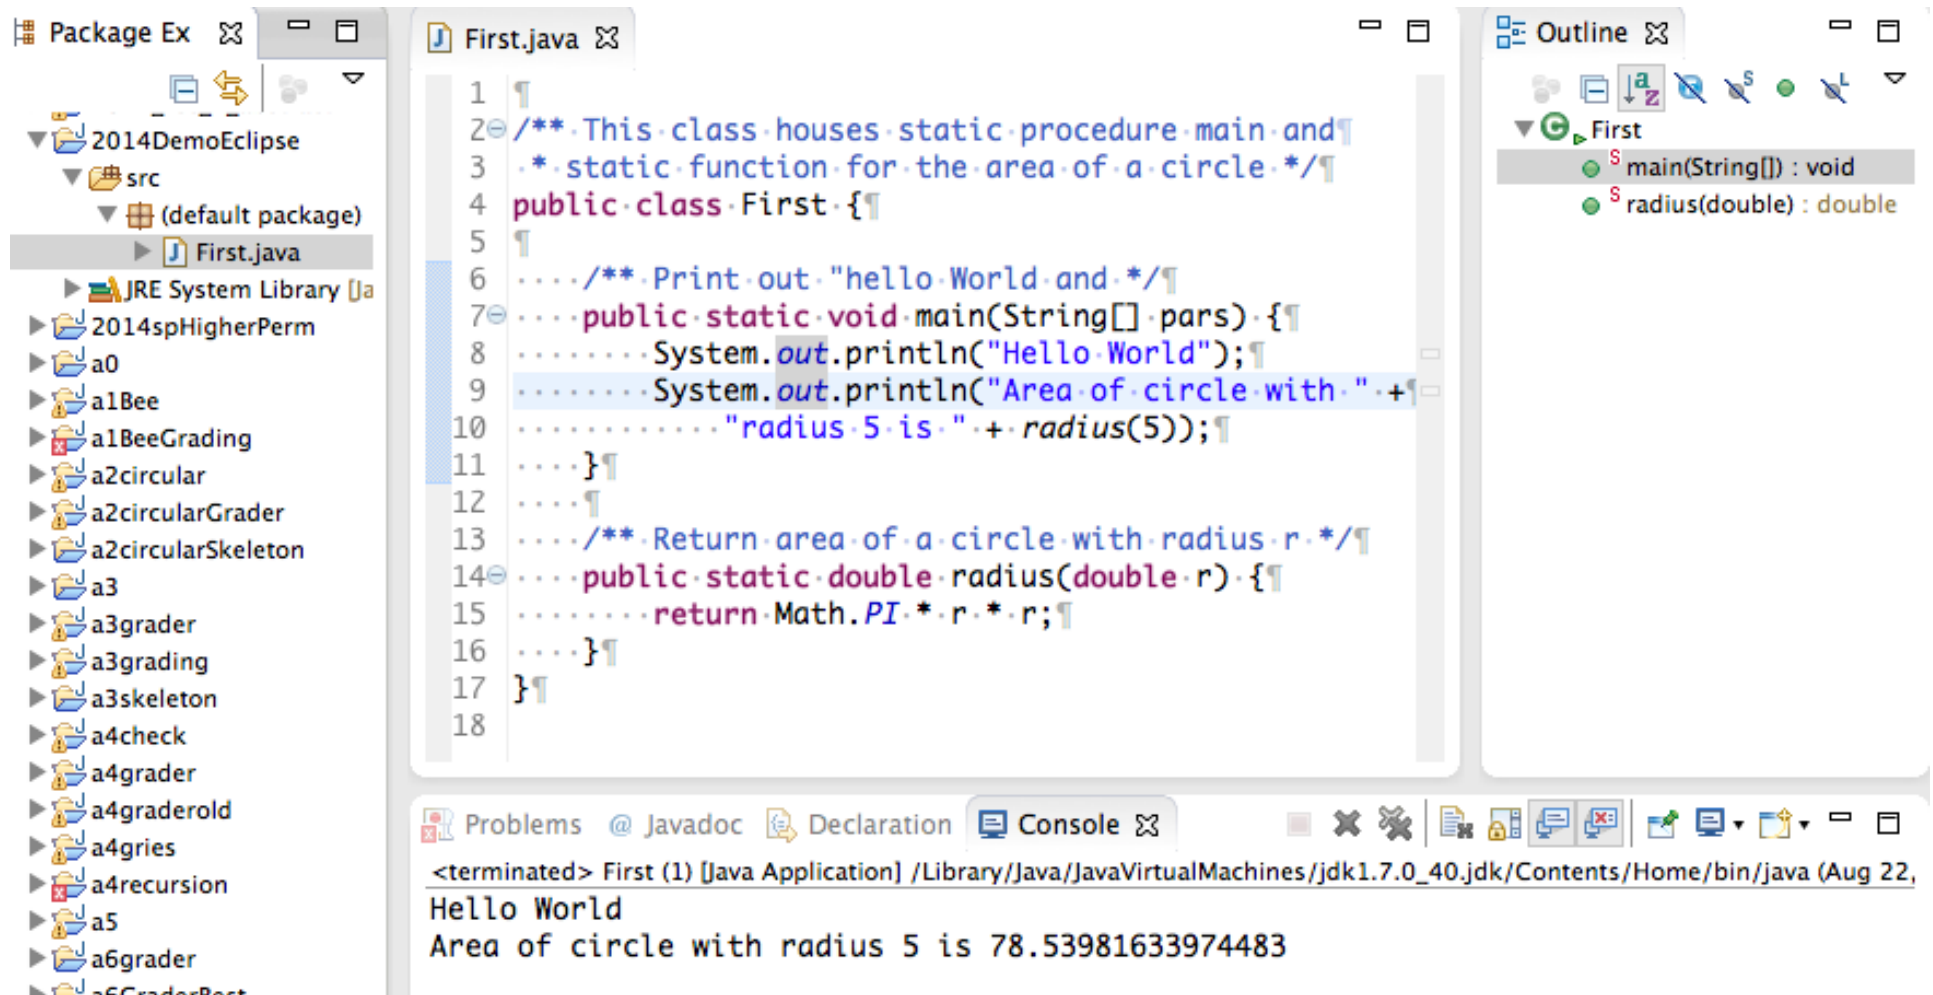 Package Ex
2014DemoEclipse
src
(default package)
First.java
JRE System Library [Ja
2014spHigherPerm
a0
a1Bee
a1BeeGrading
a2circular
a2circularGrader
a2circularSkeleton
a3
a3grader
a3grading
a3skeleton
a4check
a4grader
a4graderold
a4gries
a4recursion
a5
a6grader
First.java
1
2 /** This class houses static procedure main and
3 * static function for the area of a circle */
4 public class First {
5
6 /** Print out "hello World and */
7 public static void main(String[] pars) {
8 System.out.println("Hello World");
9 System.out.println("Area of circle with " +
10 "radius 5 is " + radius(5));
11 }
12
13 /** Return area of a circle with radius r */
14 public static double radius(double r) {
15 return Math.PI * r * r;
16 }
17 }
18
Outline
First
main(String[]) : void
radius(double) : double
Problems @ Javadoc Declaration Console
<terminated> First (1) [Java Application] /Library/Java/JavaVirtualMachines/jdk1.7.0_40.jdk/Contents/Home/bin/java (Aug 22,
Hello World
Area of circle with radius 5 is 78.53981633974483